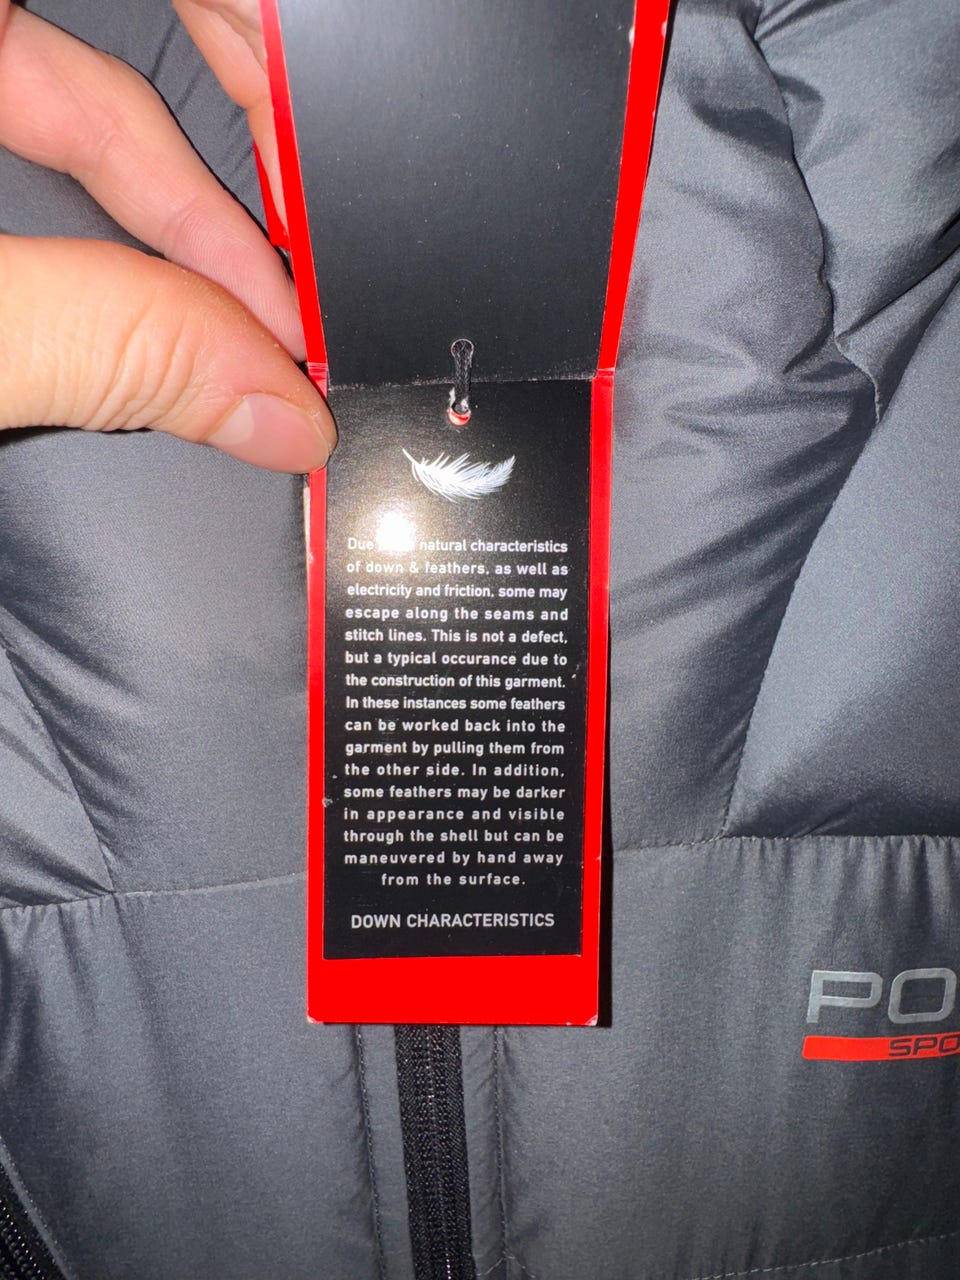 Due natural characteristics
of down & feathers, as well as
electricity and friction, some may
escape along the seams and
stitch lines. This is not a defect,
but a typical occurance due to
the construction of this garment.
In these instances some feathers
can be worked back into the
garment by pulling them from
the other side. In addition,
some feathers may be darker
in appearance and visible
through the shell but can be
maneuvered by hand away
from the surface.
DOWN CHARACTERISTICS
PO
SPO